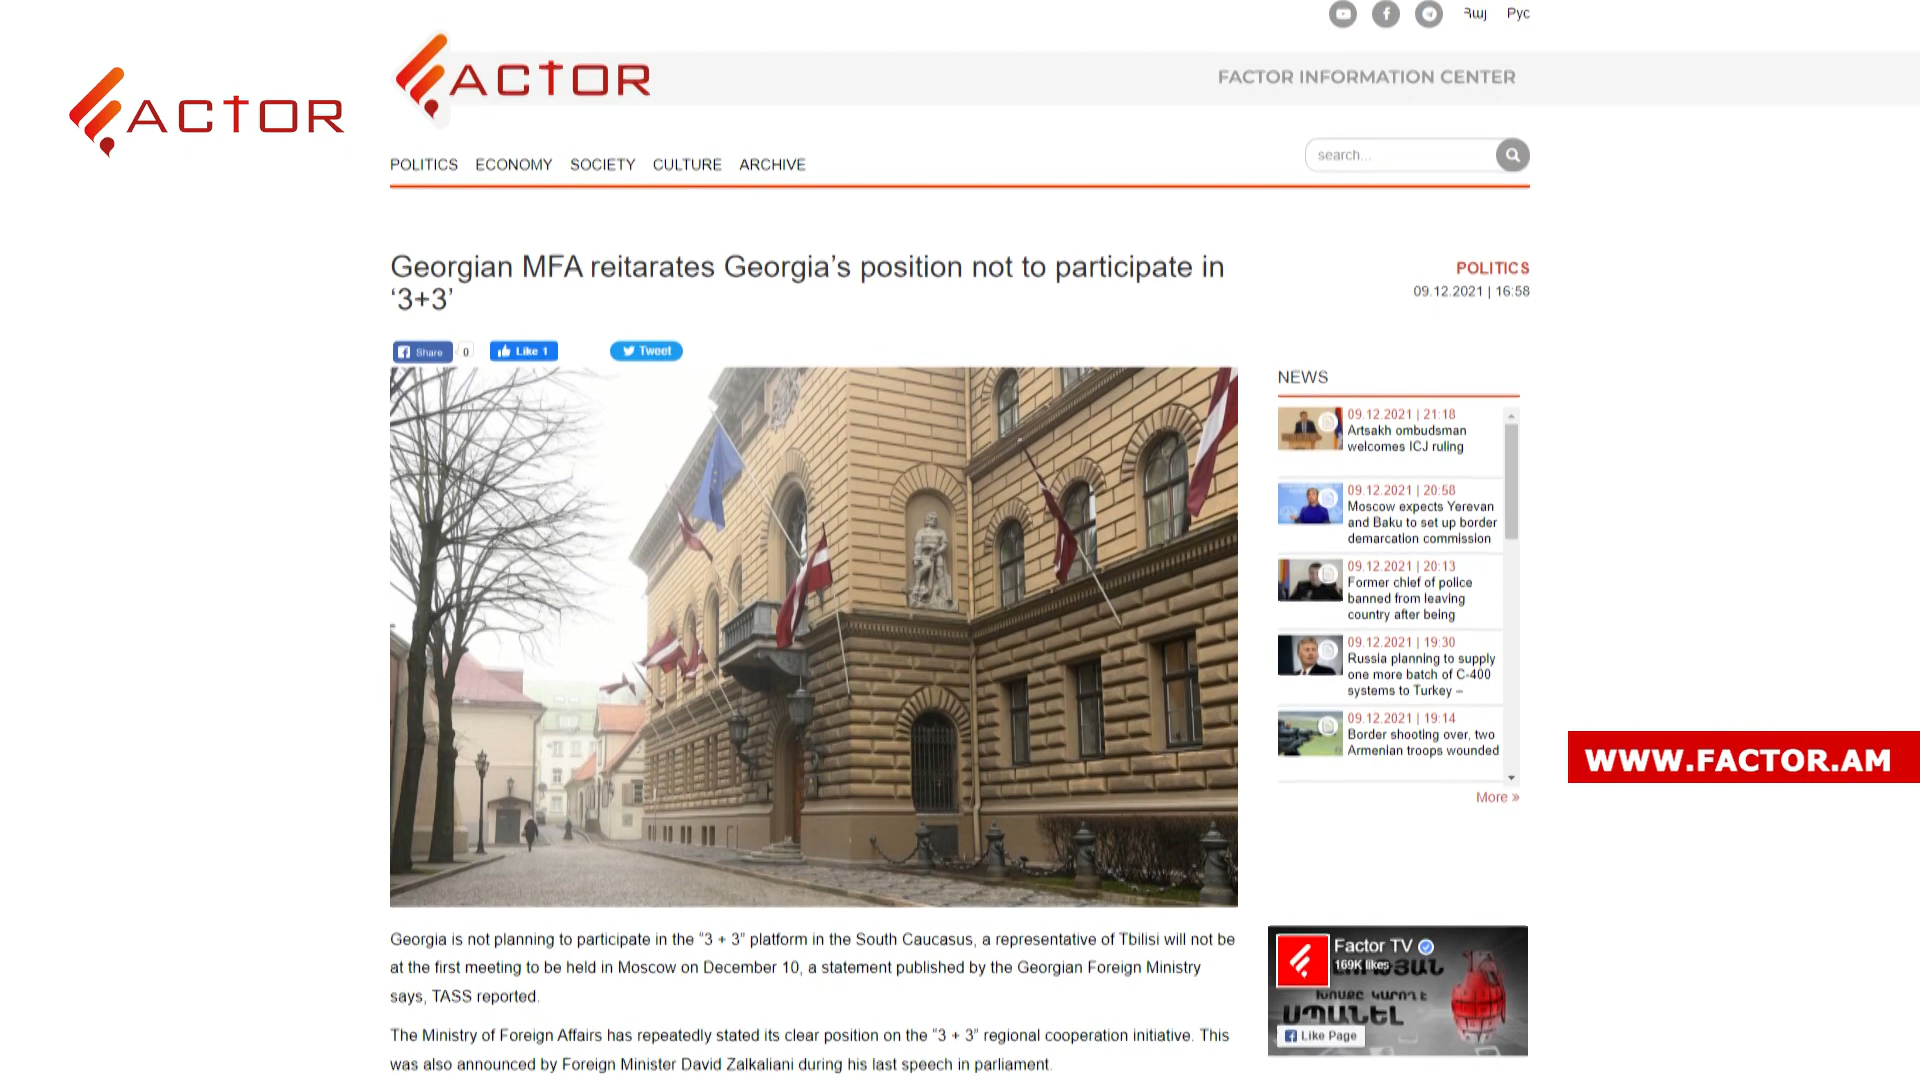 Հայ Рус
ACTOR
ACTOR
FACTOR INFORMATION CENTER
search...
POLITICS ECONOMY SOCIETY CULTURE ARCHIVE
Georgian MFA reitarates Georgia’s position not to participate in
‘3+3’
POLITICS
09.12.2021 | 16:58
Share 0 Like 1 Tweet
NEWS
09.12.2021 | 21:18
Artsakh ombudsman
welcomes ICJ ruling
09.12.2021 | 20:58
Moscow expects Yerevan
and Baku to set up border
demarcation commission
09.12.2021 | 20:13
Former chief of police
banned from leaving
country after being
09.12.2021 | 19:30
Russia planning to supply
one more batch of C-400
systems to Turkey –
09.12.2021 | 19:14
Border shooting over, two
Armenian troops wounded
More »
WWW.FACTOR.AM
Georgia is not planning to participate in the “3 + 3” platform in the South Caucasus, a representative of Tbilisi will not be
at the first meeting to be held in Moscow on December 10, a statement published by the Georgian Foreign Ministry
says, TASS reported.
The Ministry of Foreign Affairs has repeatedly stated its clear position on the “3 + 3” regional cooperation initiative. This
was also announced by Foreign Minister David Zalkaliani during his last speech in parliament.
Factor TV
169K likes
ԽՈՍՔԸ ԿԱՐՈՂ Է
ՍՊԱՆԵԼ
Like Page